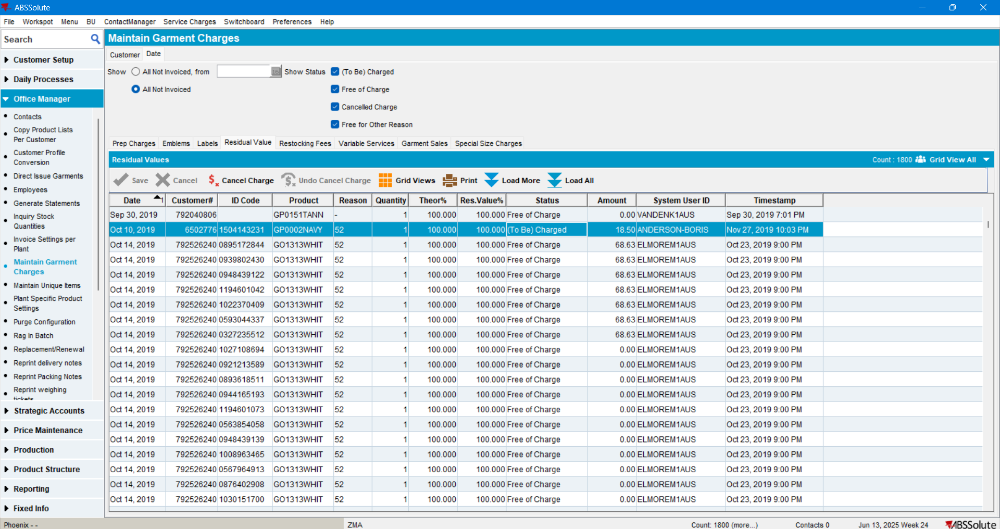 ABSSolute
File Workspot Menu BU ContactManager Service Charges Switchboard Preferences Help
Search
Customer Setup
Daily Processes
Office Manager
Contacts
Copy Product Lists
Per Customer
Customer Profile
Conversion
Direct Issue Garments
Employees
Generate Statements
Inquiry Stock
Quantities
Invoice Settings per
Plant
Maintain Garment
Charges
Maintain Unique Items
Plant Specific Product
Settings
Purge Configuration
Rag In Batch
Replacement/Renewal
Reprint delivery notes
Reprint Packing Notes
Reprint weighing
tickets
Strategic Accounts
Price Maintenance
Production
Product Structure
Reporting
Fixed Info
Maintain Garment Charges
Customer Date
Show All Not Invoiced, from 16 Show Status (To Be) Charged
All Not Invoiced Free of Charge
Cancelled Charge
Free for Other Reason
Prep Charges Emblems Labels Residual Value Restocking Fees Variable Services Garment Sales Special Size Charges
Residual Values Count : 1800 Grid View All
Save Cancel Cancel Charge Undo Cancel Charge Grid Views Print Load More Load All
Date 1 Customer# ID Code Product Reason Quantity Theor% Res.Value% Status Amount System User ID Timestamp
Sep 30, 2019 792040806 GP0151TANN - 1 100.000 100.000 Free of Charge 0.00 VANDENK1AUS Sep 30, 2019 7:01 PM
Oct 10, 2019 6502776 1504143231 GP0002NAVY 52 1 100.000 100.000 (To Be) Charged 18.50 ANDERSON-BORIS Nov 27, 2019 10:03 PM
Oct 14, 2019 792526240 0895172844 GO1313WHIT 52 1 100.000 100.000 Free of Charge 68.63 ELMOREM1AUS Oct 23, 2019 9:00 PM
Oct 14, 2019 792526240 0939802430 GO1313WHIT 52 1 100.000 100.000 Free of Charge 68.63 ELMOREM1AUS Oct 23, 2019 9:00 PM
Oct 14, 2019 792526240 0948439122 GO1313WHIT 52 1 100.000 100.000 Free of Charge 68.63 ELMOREM1AUS Oct 23, 2019 9:00 PM
Oct 14, 2019 792526240 1194601042 GO1313WHIT 52 1 100.000 100.000 Free of Charge 68.63 ELMOREM1AUS Oct 23, 2019 9:00 PM
Oct 14, 2019 792526240 1022370409 GO1313WHIT 52 1 100.000 100.000 Free of Charge 68.63 ELMOREM1AUS Oct 23, 2019 9:00 PM
Oct 14, 2019 792526240 0593044337 GO1313WHIT 52 1 100.000 100.000 Free of Charge 68.63 ELMOREM1AUS Oct 23, 2019 9:00 PM
Oct 14, 2019 792526240 0327235512 GO1313WHIT 52 1 100.000 100.000 Free of Charge 68.63 ELMOREM1AUS Oct 23, 2019 9:00 PM
Oct 14, 2019 792526240 1027108694 GO1313WHIT 52 1 100.000 100.000 Free of Charge 0.00 ELMOREM1AUS Oct 23, 2019 9:00 PM
Oct 14, 2019 792526240 0921213589 GO1313WHIT 52 1 100.000 100.000 Free of Charge 0.00 ELMOREM1AUS Oct 23, 2019 9:00 PM
Oct 14, 2019 792526240 0893618511 GO1313WHIT 52 1 100.000 100.000 Free of Charge 0.00 ELMOREM1AUS Oct 23, 2019 9:00 PM
Oct 14, 2019 792526240 0944165193 GO1313WHIT 52 1 100.000 100.000 Free of Charge 0.00 ELMOREM1AUS Oct 23, 2019 9:00 PM
Oct 14, 2019 792526240 1194601073 GO1313WHIT 52 1 100.000 100.000 Free of Charge 0.00 ELMOREM1AUS Oct 23, 2019 9:00 PM
Oct 14, 2019 792526240 0563854058 GO1313WHIT 52 1 100.000 100.000 Free of Charge 0.00 ELMOREM1AUS Oct 23, 2019 9:00 PM
Oct 14, 2019 792526240 0948439139 GO1313WHIT 52 1 100.000 100.000 Free of Charge 0.00 ELMOREM1AUS Oct 23, 2019 9:00 PM
Oct 14, 2019 792526240 1008963465 GO1313WHIT 52 1 100.000 100.000 Free of Charge 0.00 ELMOREM1AUS Oct 23, 2019 9:00 PM
Oct 14, 2019 792526240 0567964913 GO1313WHIT 52 1 100.000 100.000 Free of Charge 0.00 ELMOREM1AUS Oct 23, 2019 9:00 PM
Oct 14, 2019 792526240 0876402908 GO1313WHIT 52 1 100.000 100.000 Free of Charge 0.00 ELMOREM1AUS Oct 23, 2019 9:00 PM
Oct 14, 2019 792526240 1030151700 GO1313WHIT 52 1 100.000 100.000 Free of Charge 0.00 ELMOREM1AUS Oct 23, 2019 9:00 PM
Phoenix - - ZMA Count: 1800 (more...) Contacts 0 Jun 13, 2025 Week 24 ABSSolute